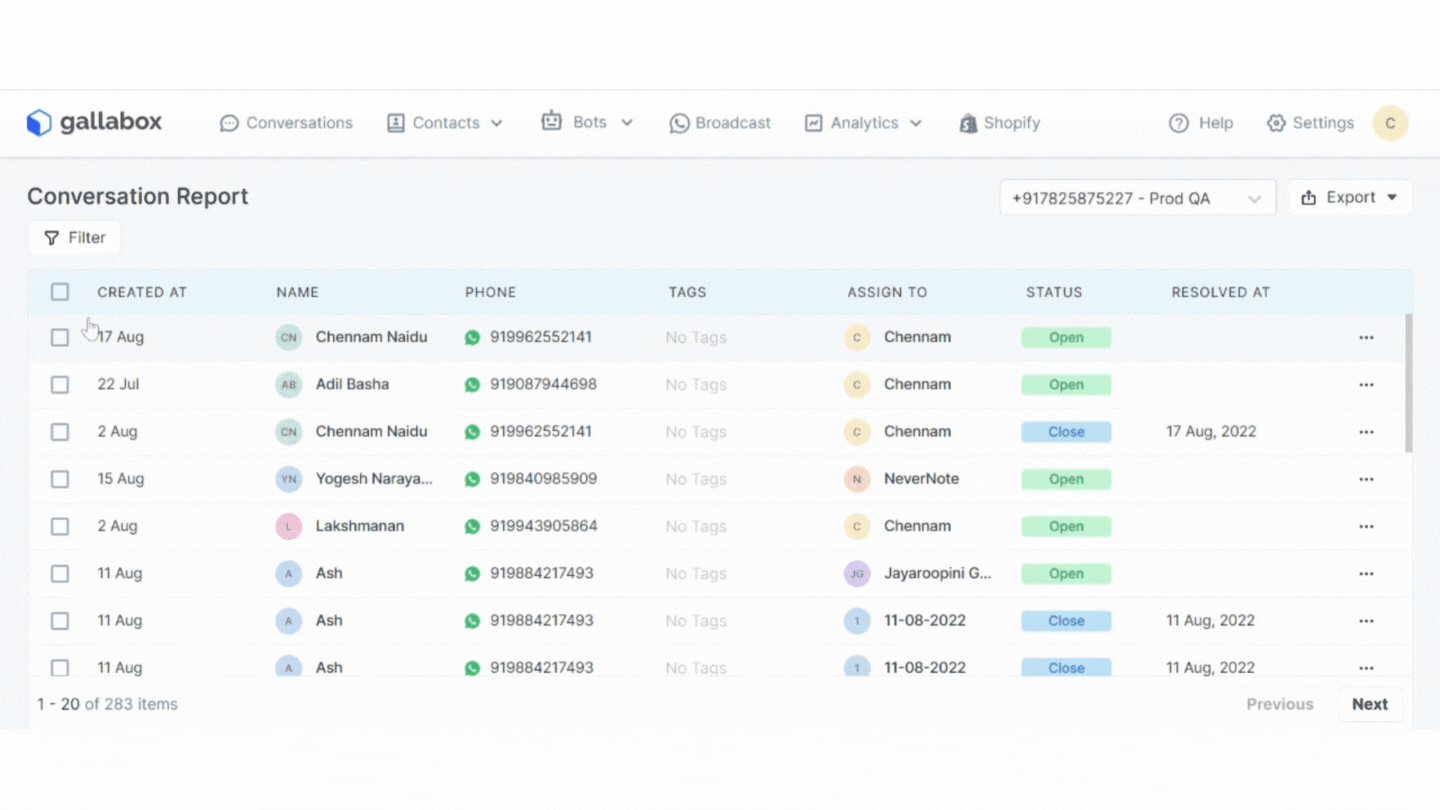 gallabox Conversations Contacts Bots Broadcast Analytics Shopify Help Settings C
Conversation Report +917825875227 - Prod QA Export
Filter
CREATED AT NAME PHONE TAGS ASSIGN TO STATUS RESOLVED AT
17 Aug CN Chennam Naidu 919962552141 No Tags C Chennam Open ...
22 Jul AB Adil Basha 919087944698 No Tags C Chennam Open ...
2 Aug CN Chennam Naidu 919962552141 No Tags C Chennam Close 17 Aug, 2022 ...
15 Aug YN Yogesh Naraya... 919840985909 No Tags N NeverNote Open ...
2 Aug L Lakshmanan 919943905864 No Tags C Chennam Open ...
11 Aug A Ash 919884217493 No Tags JG Jayaroopini G... Open ...
11 Aug A Ash 919884217493 No Tags 1 11-08-2022 Close 11 Aug, 2022 ...
11 Aug A Ash 919884217493 No Tags 1 11-08-2022 Close 11 Aug, 2022 ...
1 - 20 of 283 items Previous Next